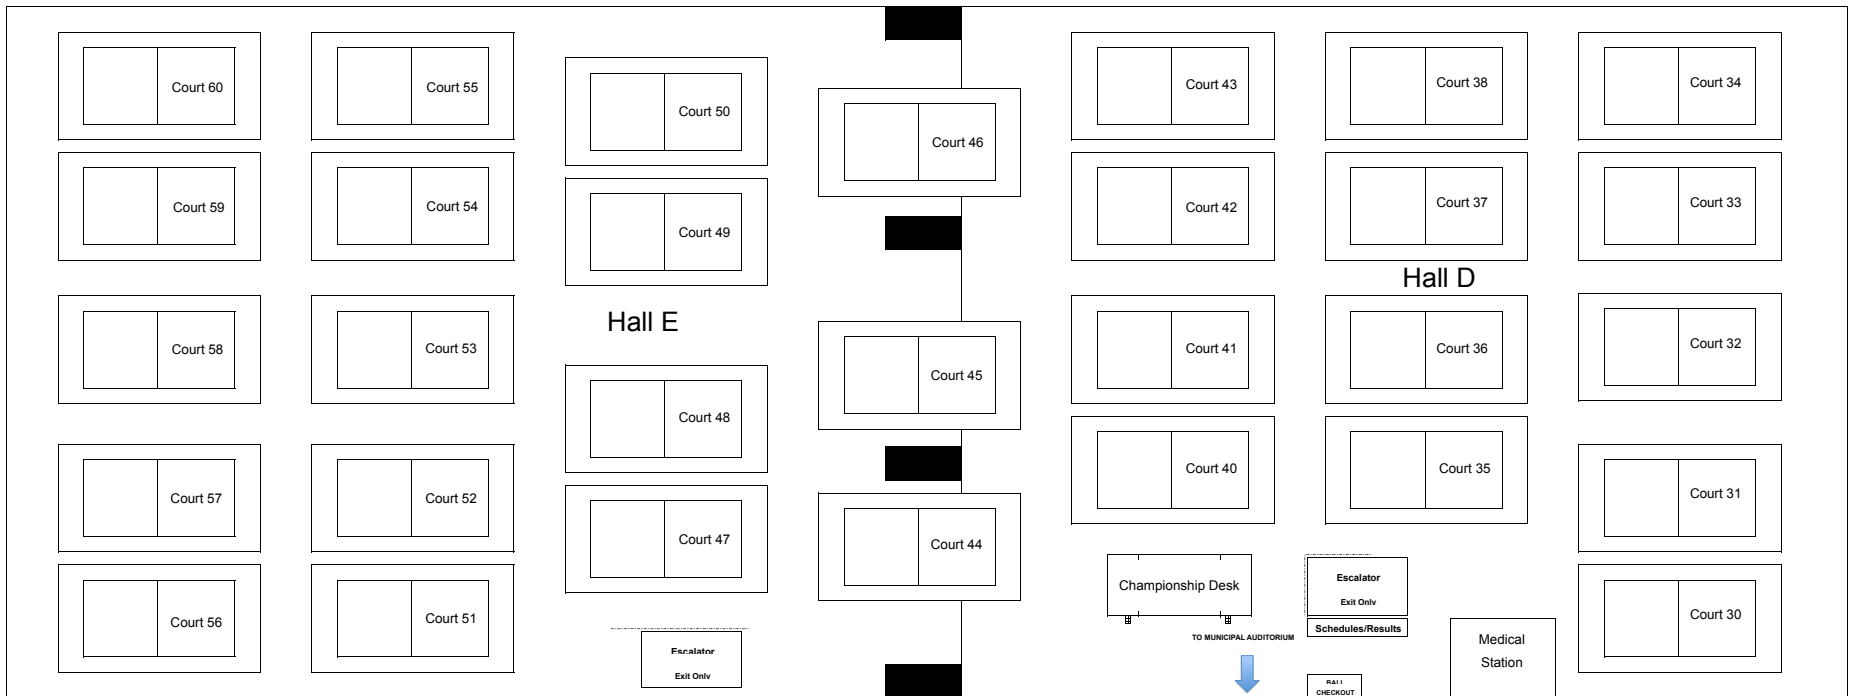 Court 60
Court 55
Court 50
Court 46
Court 43
Court 38
Court 34
Court 59
Court 54
Court 49
Court 42
Court 37
Court 33
Hall E
Hall D
Court 58
Court 53
Court 48
Court 45
Court 41
Court 36
Court 32
Court 57
Court 52
Court 47
Court 44
Court 40
Court 35
Court 31
Court 56
Court 51
Court 30
Escalator
Exit Only
Championship Desk
TO MUNICIPAL AUDITORIUM
Escalator
Exit Only
Schedules/Results
Medical
Station
BALL
CHECKOUT